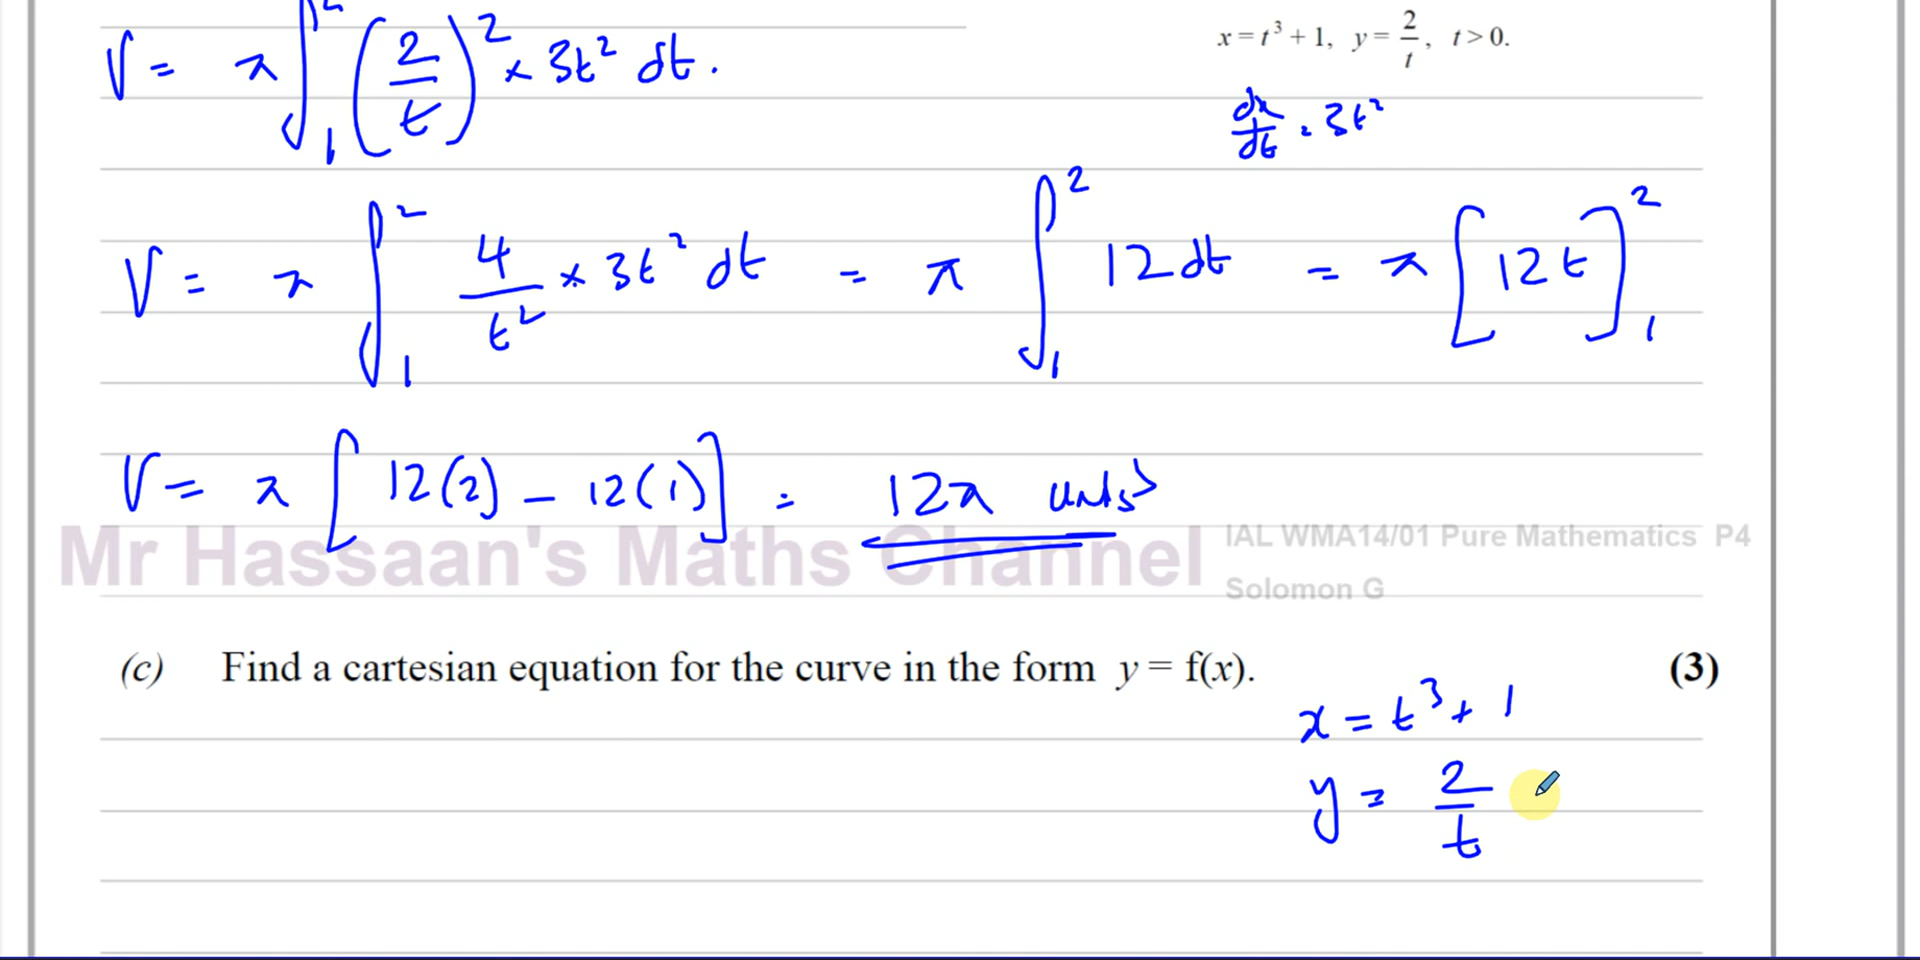 x = t³ + 1, y = 2/t, t > 0.
V = π ∫₁² (2/t)² × 3t² dt.
dx/dt = 3t²
V = π ∫₁² 4/t² × 3t² dt = π ∫₁² 12 dt = π [12t]₁²
V = π [12(2) - 12(1)] = 12π units³
Mr Hassaan's Maths Channel
IAL WMA14/01 Pure Mathematics P4
Solomon G
(c) Find a cartesian equation for the curve in the form y = f(x). (3)
x = t³ + 1
y = 2/t